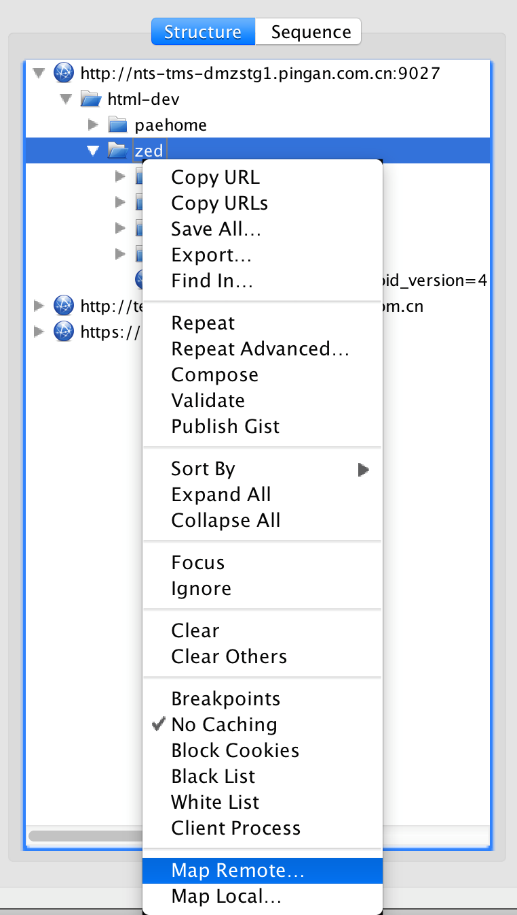 Structure Sequence
http://nts-tms-dmzstg1.pingan.com.cn:9027
html-dev
paehome
zed
Copy URL
Copy URLs
Save All...
Export...
Find In...
oid_version=4
http://te om.cn
https://
Repeat
Repeat Advanced...
Compose
Validate
Publish Gist
Sort By
Expand All
Collapse All
Focus
Ignore
Clear
Clear Others
Breakpoints
No Caching
Block Cookies
Black List
White List
Client Process
Map Remote...
Map Local...